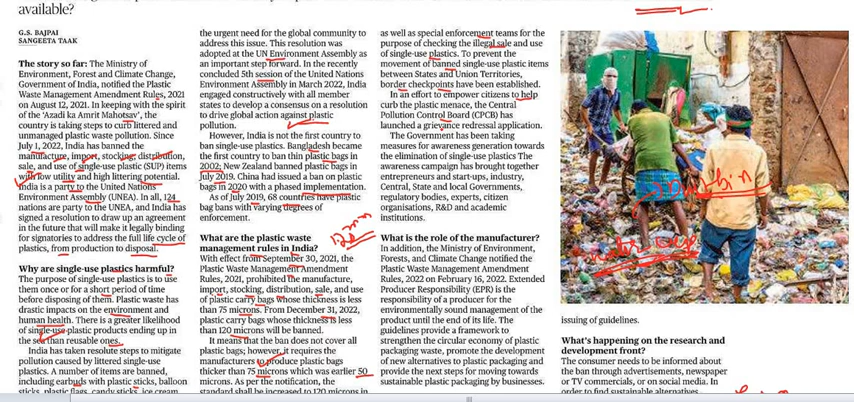 available?
G.S. BAJPAI
SANGEETA TAAK
The story so far: The Ministry of
Environment, Forest and Climate Change,
Government of India, notified the Plastic
Waste Management Amendment Rules, 2021
on August 12, 2021. In keeping with the spirit
of the 'Azadi ka Amrit Mahotsav', the
country is taking steps to curb littered and
unmanaged plastic waste pollution. Since
July 1, 2022, India has banned the
manufacture, import, stocking, distribution,
sale, and use of single-use plastic (SUP) items
with low utility and high littering potential.
India is a party to the United Nations
Environment Assembly (UNEA). In all, 124
nations are party to the UNEA, and India has
signed a resolution to draw up an agreement
in the future that will make it legally binding
for signatories to address the full life cycle of
plastics, from production to disposal.
Why are single-use plastics harmful?
The purpose of single-use plastics is to use
them once or for a short period of time
before disposing of them. Plastic waste has
drastic impacts on the environment and
human health. There is a greater likelihood
of single-use plastic products ending up in
the sea than reusable ones.
India has taken resolute steps to mitigate
pollution caused by littered single-use
plastics. A number of items are banned,
including earbuds with plastic sticks, balloon
sticks, plastic flags, candy sticks, ice cream
the urgent need for the global community to
address this issue. This resolution was
adopted at the UN Environment Assembly as
an important step forward. In the recently
concluded 5th session of the United Nations
Environment Assembly in March 2022, India
engaged constructively with all member
states to develop a consensus on a resolution
to drive global action against plastic
pollution.
However, India is not the first country to
ban single-use plastics. Bangladesh became
the first country to ban thin plastic bags in
2002; New Zealand banned plastic bags in
July 2019. China had issued a ban on plastic
bags in 2020 with a phased implementation.
As of July 2019, 68 countries have plastic
bag bans with varying degrees of
enforcement.
What are the plastic waste
management rules in India?
With effect from September 30, 2021, the
Plastic Waste Management Amendment
Rules, 2021, prohibited the manufacture,
import, stocking, distribution, sale, and use
of plastic carry bags whose thickness is less
than 75 microns. From December 31, 2022,
plastic carry bags whose thickness is less
than 120 microns will be banned.
It means that the ban does not cover all
plastic bags; however, it requires the
manufacturers to produce plastic bags
thicker than 75 microns which was earlier 50
microns. As per the notification, the
standard shall be increased to 120 microns in
as well as special enforcement teams for the
purpose of checking the illegal sale and use
of single-use plastics. To prevent the
movement of banned single-use plastic items
between States and Union Territories,
border checkpoints have been established.
In an effort to empower citizens to help
curb the plastic menace, the Central
Pollution Control Board (CPCB) has
launched a grievance redressal application.
The Government has been taking
measures for awareness generation towards
the elimination of single-use plastics The
awareness campaign has brought together
entrepreneurs and start-ups, industry,
Central, State and local Governments,
regulatory bodies, experts, citizen
organisations, R&D and academic
institutions.
What is the role of the manufacturer?
In addition, the Ministry of Environment,
Forests, and Climate Change notified the
Plastic Waste Management Amendment
Rules, 2022 on February 16, 2022. Extended
Producer Responsibility (EPR) is the
responsibility of a producer for the
environmentally sound management of the
product until the end of its life. The
guidelines provide a framework to
strengthen the circular economy of plastic
packaging waste, promote the development
of new alternatives to plastic packaging and
provide the next steps for moving towards
sustainable plastic packaging by businesses.
issuing of guidelines.
What's happening on the research and
development front?
The consumer needs to be informed about
the ban through advertisements, newspaper
or TV commercials, or on social media. In
order to find sustainable alternatives,